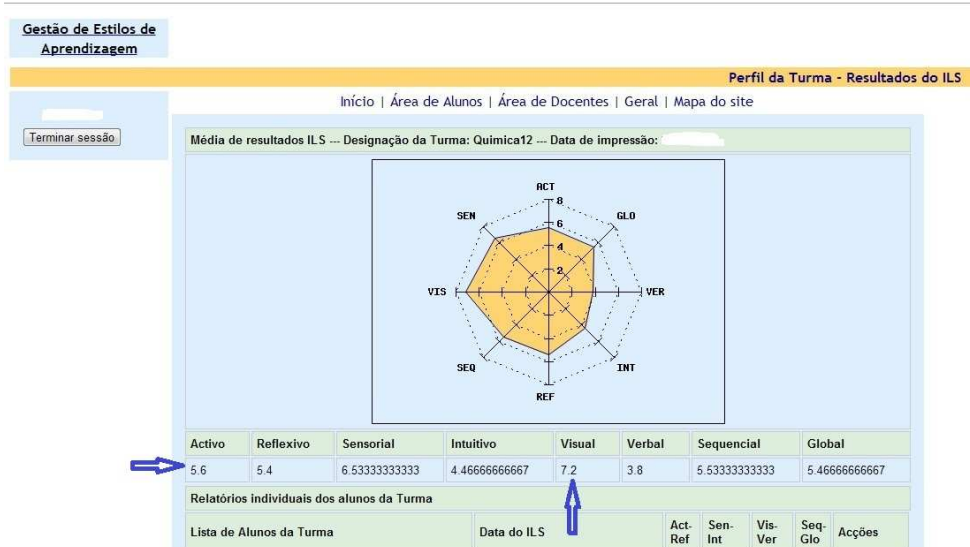 Gestão de Estilos de
Aprendizagem
Perfil da Turma - Resultados do ILS
Início | Área de Alunos | Área de Docentes | Geral | Mapa do site
Terminar sessão
Média de resultados ILS --- Designação da Turma: Quimica12 --- Data de impressão:
ACT
8
SEN
GLO
6
4
2
VIS
VER
SEQ
INT
REF
Activo Reflexivo Sensorial Intuitivo Visual Verbal Sequencial Global
5.6 5.4 6.53333333333 4.46666666667 7.2 3.8 5.53333333333 5.46666666667
Relatórios individuais dos alunos da Turma
Lista de Alunos da Turma Data do ILS Act-Ref Sen-Int Vis-Ver Seq-Glo Acções